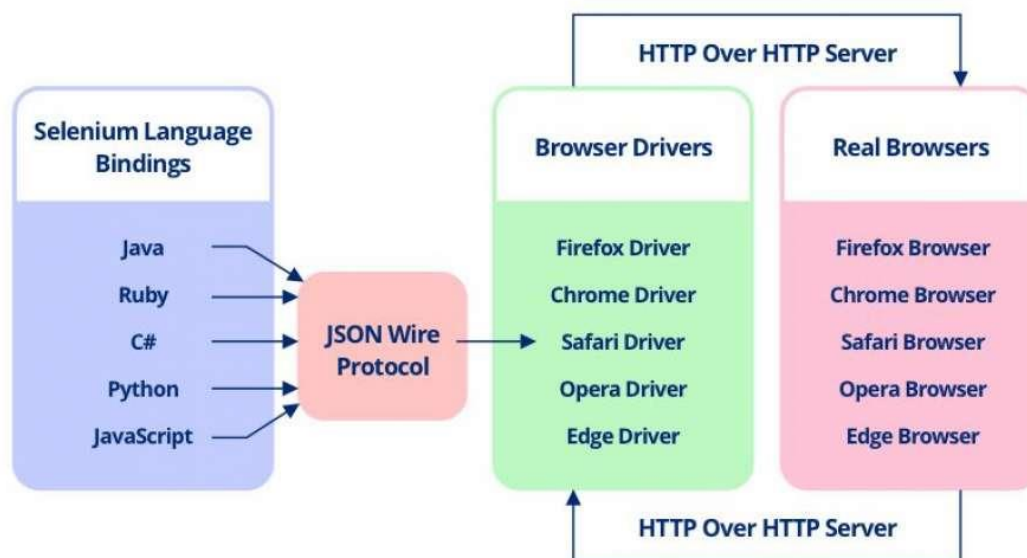 HTTP Over HTTP Server
Selenium Language
Bindings
Java
Ruby
C#
Python
JavaScript
JSON Wire
Protocol
Browser Drivers
Firefox Driver
Chrome Driver
Safari Driver
Opera Driver
Edge Driver
Real Browsers
Firefox Browser
Chrome Browser
Safari Browser
Opera Browser
Edge Browser
HTTP Over HTTP Server